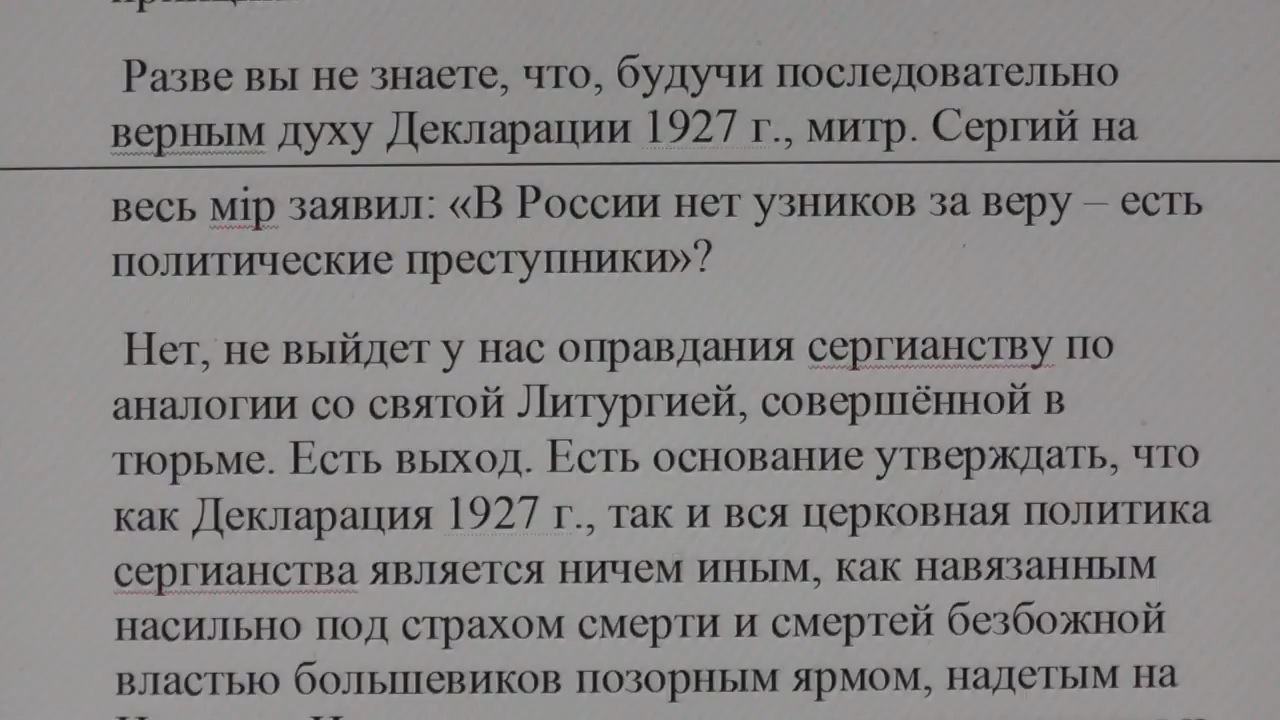 Разве вы не знаете, что, будучи последовательно
верным духу Декларации 1927 г., митр. Сергий на
весь мір заявил: «В России нет узников за веру – есть
политические преступники»?
Нет, не выйдет у нас оправдания сергианству по
аналогии со святой Литургией, совершённой в
тюрьме. Есть выход. Есть основание утверждать, что
как Декларация 1927 г., так и вся церковная политика
сергианства является ничем иным, как навязанным
насильно под страхом смерти и смертей безбожной
властью большевиков позорным ярмом, надетым на